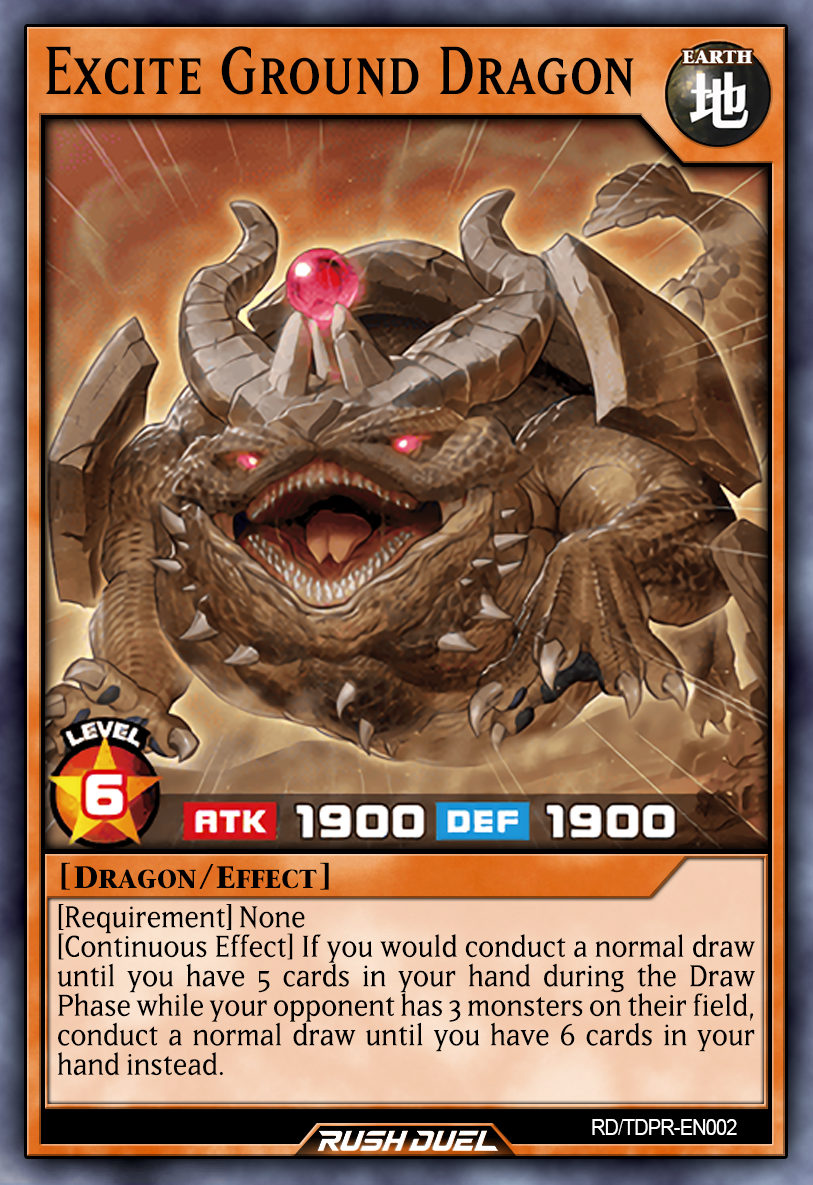 Excite Ground Dragon
EARTH
地
LEVEL
6
ATK 1900 DEF 1900
[Dragon/Effect]
[Requirement] None
[Continuous Effect] If you would conduct a normal draw
until you have 5 cards in your hand during the Draw
Phase while your opponent has 3 monsters on their field,
conduct a normal draw until you have 6 cards in your
hand instead.
RD/TDPR-EN002
RUSH DUEL